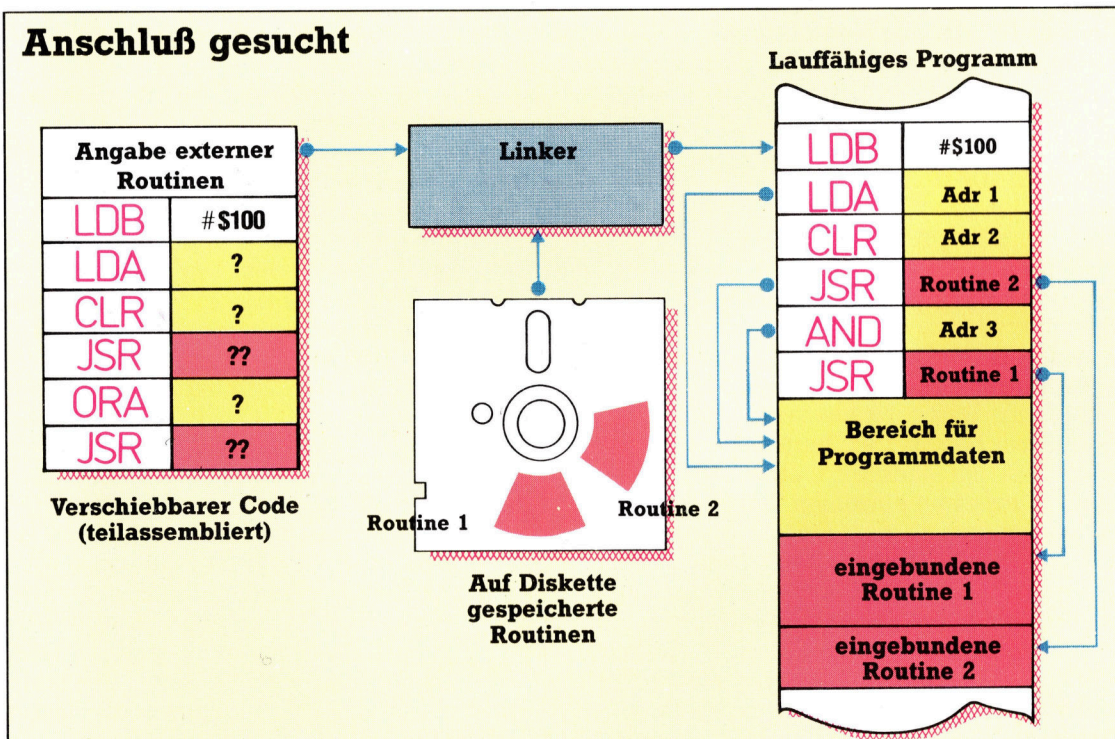 Anschluß gesucht
Angabe externer
Routinen
LDB #$100
LDA ?
CLR ?
JSR ??
ORA ?
JSR ??
Verschiebbarer Code
(teilassembliert)
Linker
Routine 1
Routine 2
Auf Diskette
gespeicherte
Routinen
Lauffähiges Programm
LDB #$100
LDA Adr 1
CLR Adr 2
JSR Routine 2
AND Adr 3
JSR Routine 1
Bereich für
Programmdaten
eingebundene
Routine 1
eingebundene
Routine 2